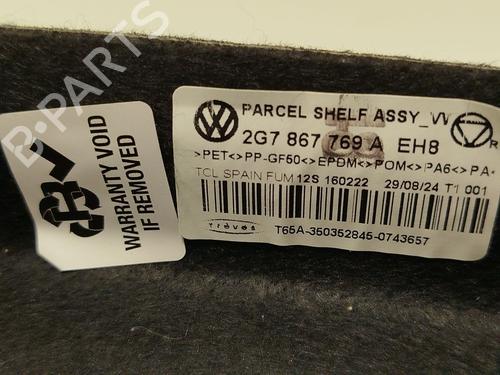 B-PARTS
WARRANTY VOID
IF REMOVED
PARCEL SHELF ASSY_VV
2G7 867 769 A EH8
>PET<>PP-GF50<>EPDM<>POM<>PA6<>PA<
TCL SPAIN FUM 12S 160222 29/08/24 T1 001
T65A-350352845-0743657